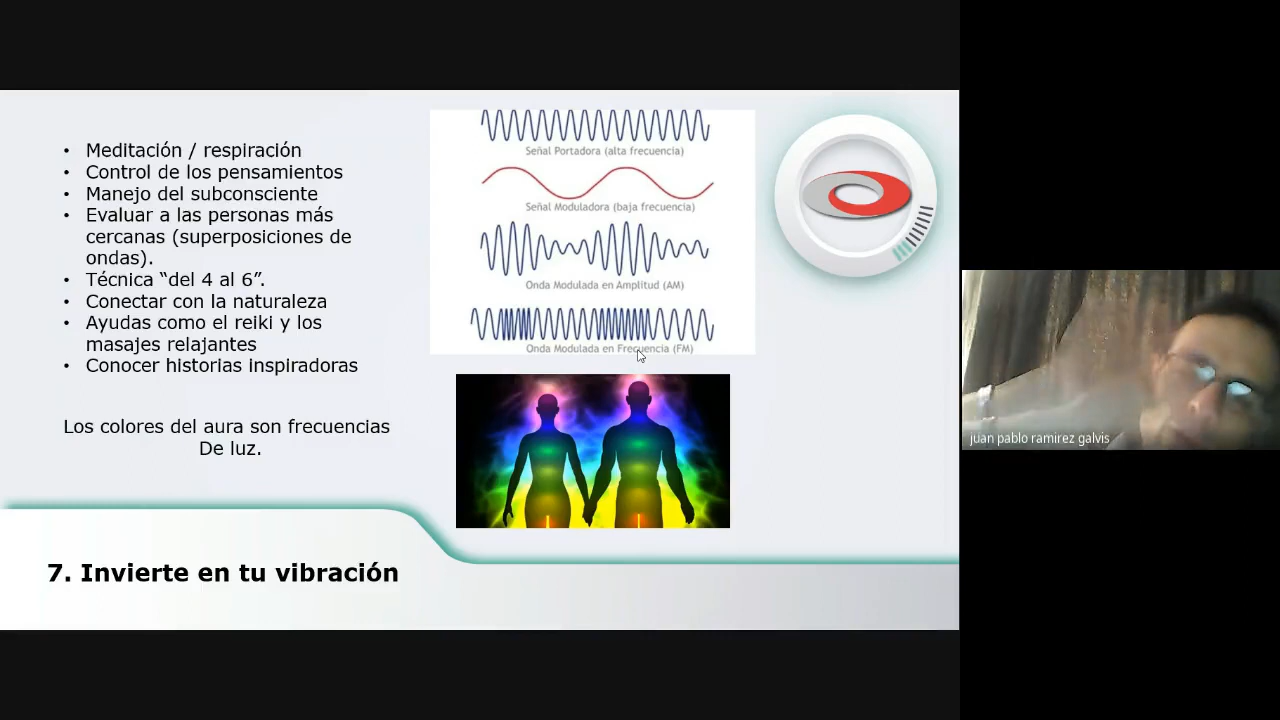 • Meditación / respiración
• Control de los pensamientos
• Manejo del subconsciente
• Evaluar a las personas más
cercanas (superposiciones de
ondas).
• Técnica “del 4 al 6”.
• Conectar con la naturaleza
• Ayudas como el reiki y los
masajes relajantes
• Conocer historias inspiradoras
Los colores del aura son frecuencias
De luz.
Señal Portadora (alta frecuencia)
Señal Moduladora (baja frecuencia)
Onda Modulada en Amplitud (AM)
Onda Modulada en Frecuencia (FM)
7. Invierte en tu vibración
juan pablo ramirez galvis